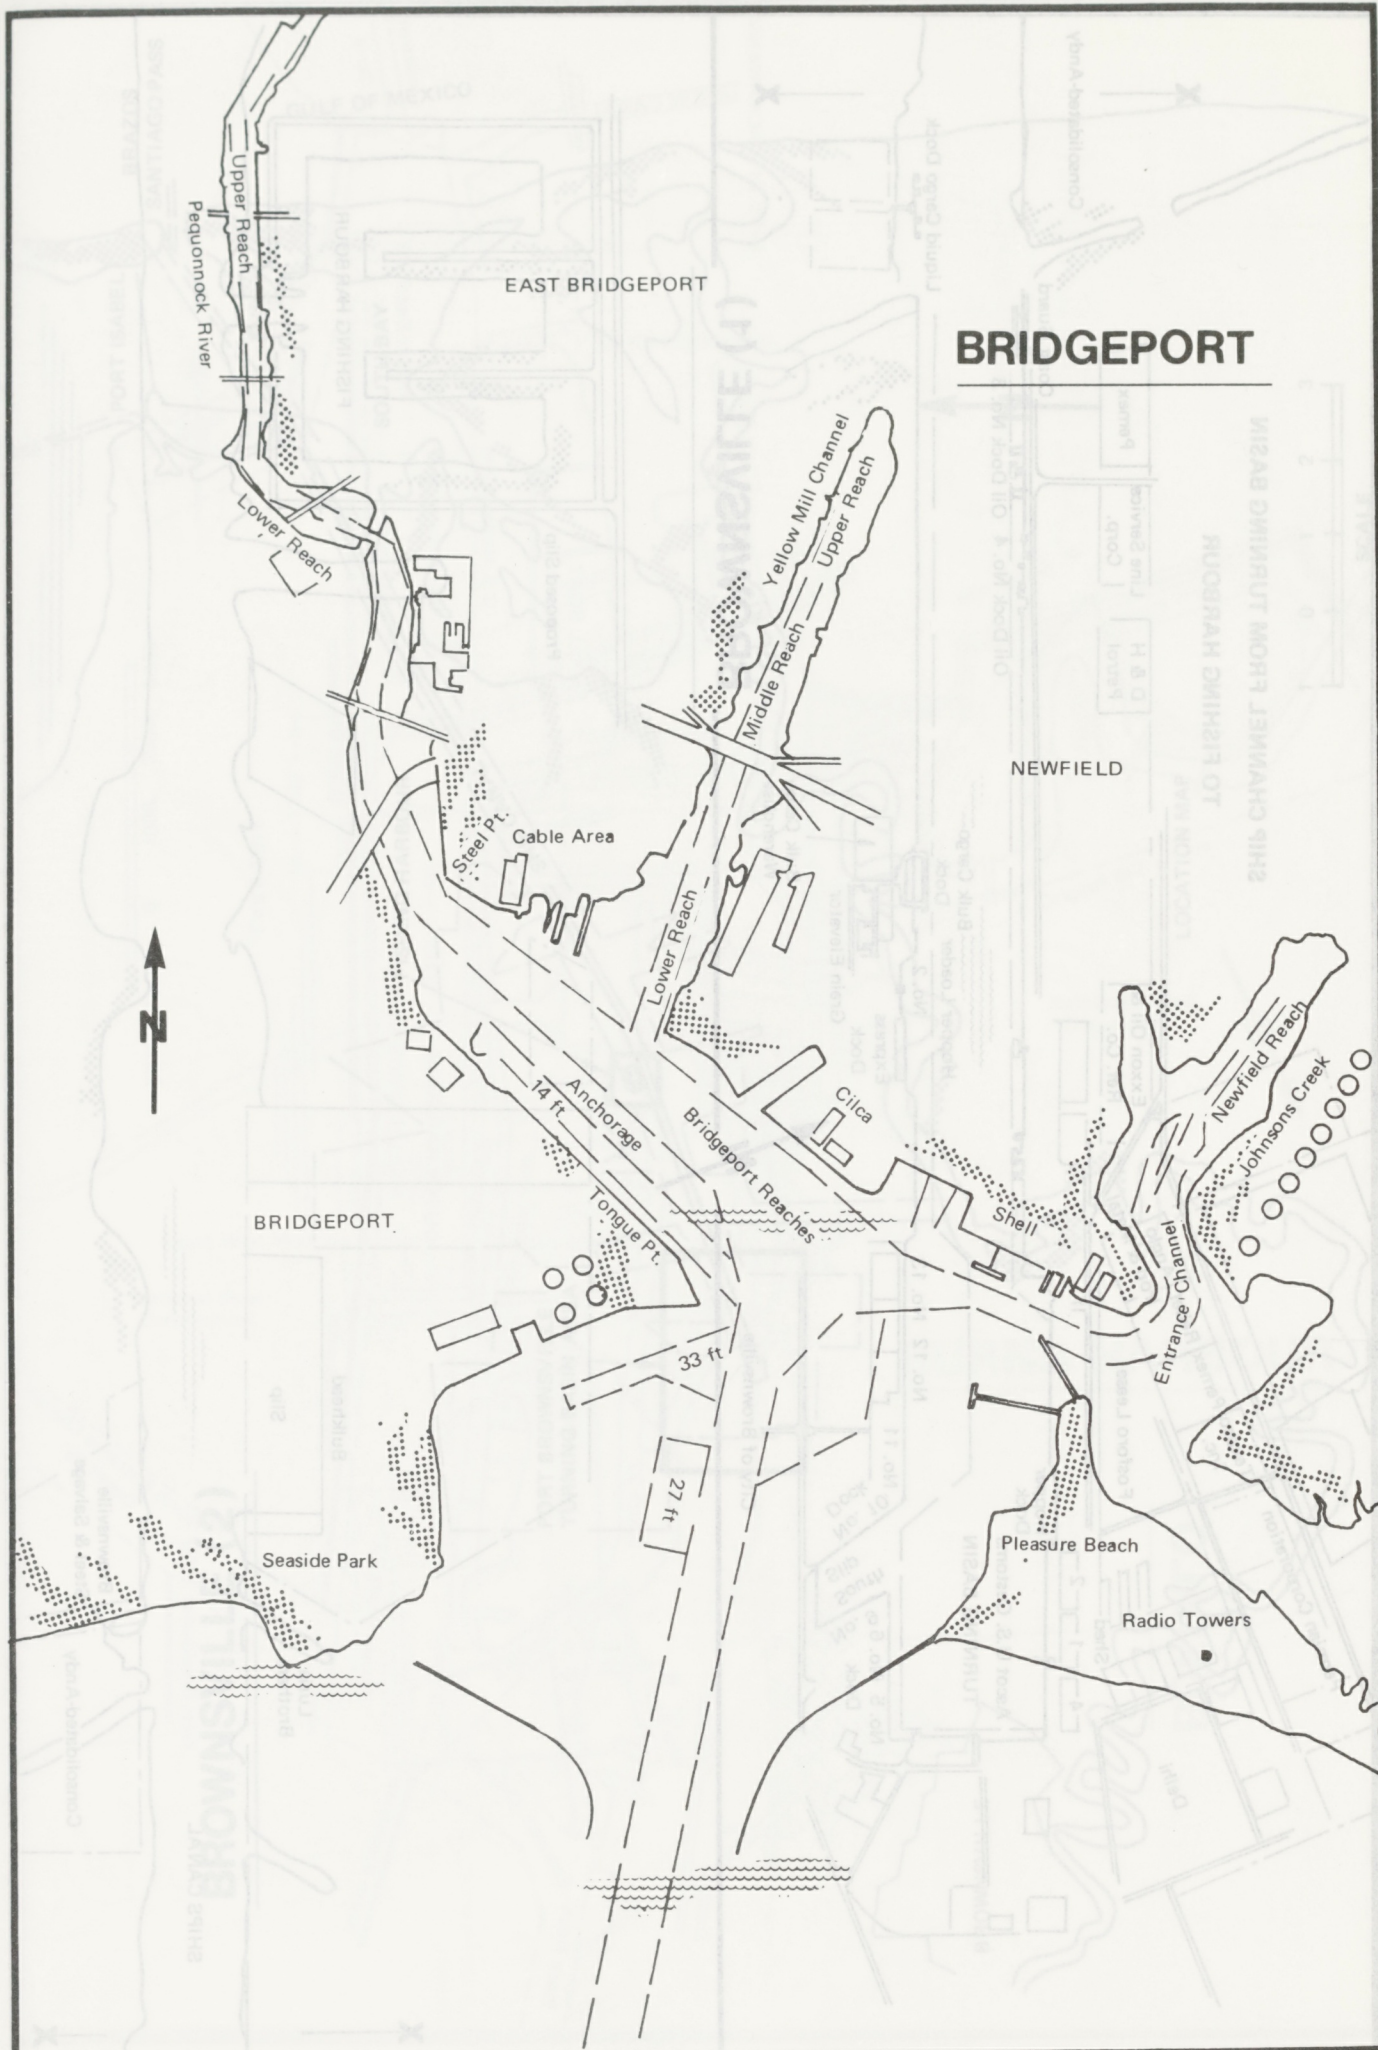 Upper Reach
Pequonnock River
EAST BRIDGEPORT
BRIDGEPORT
Yellow Mill Channel
Upper Reach
Lower Reach
Middle Reach
NEWFIELD
Steel Pt.
Cable Area
Lower Reach
N
Newfield Reach
Johnsons Creek
14 ft
Anchorage
Bridgeport Reaches
Cilca
BRIDGEPORT
Tongue Pt.
Shell
Entrance Channel
33 ft
27 ft
Seaside Park
Pleasure Beach
Radio Towers